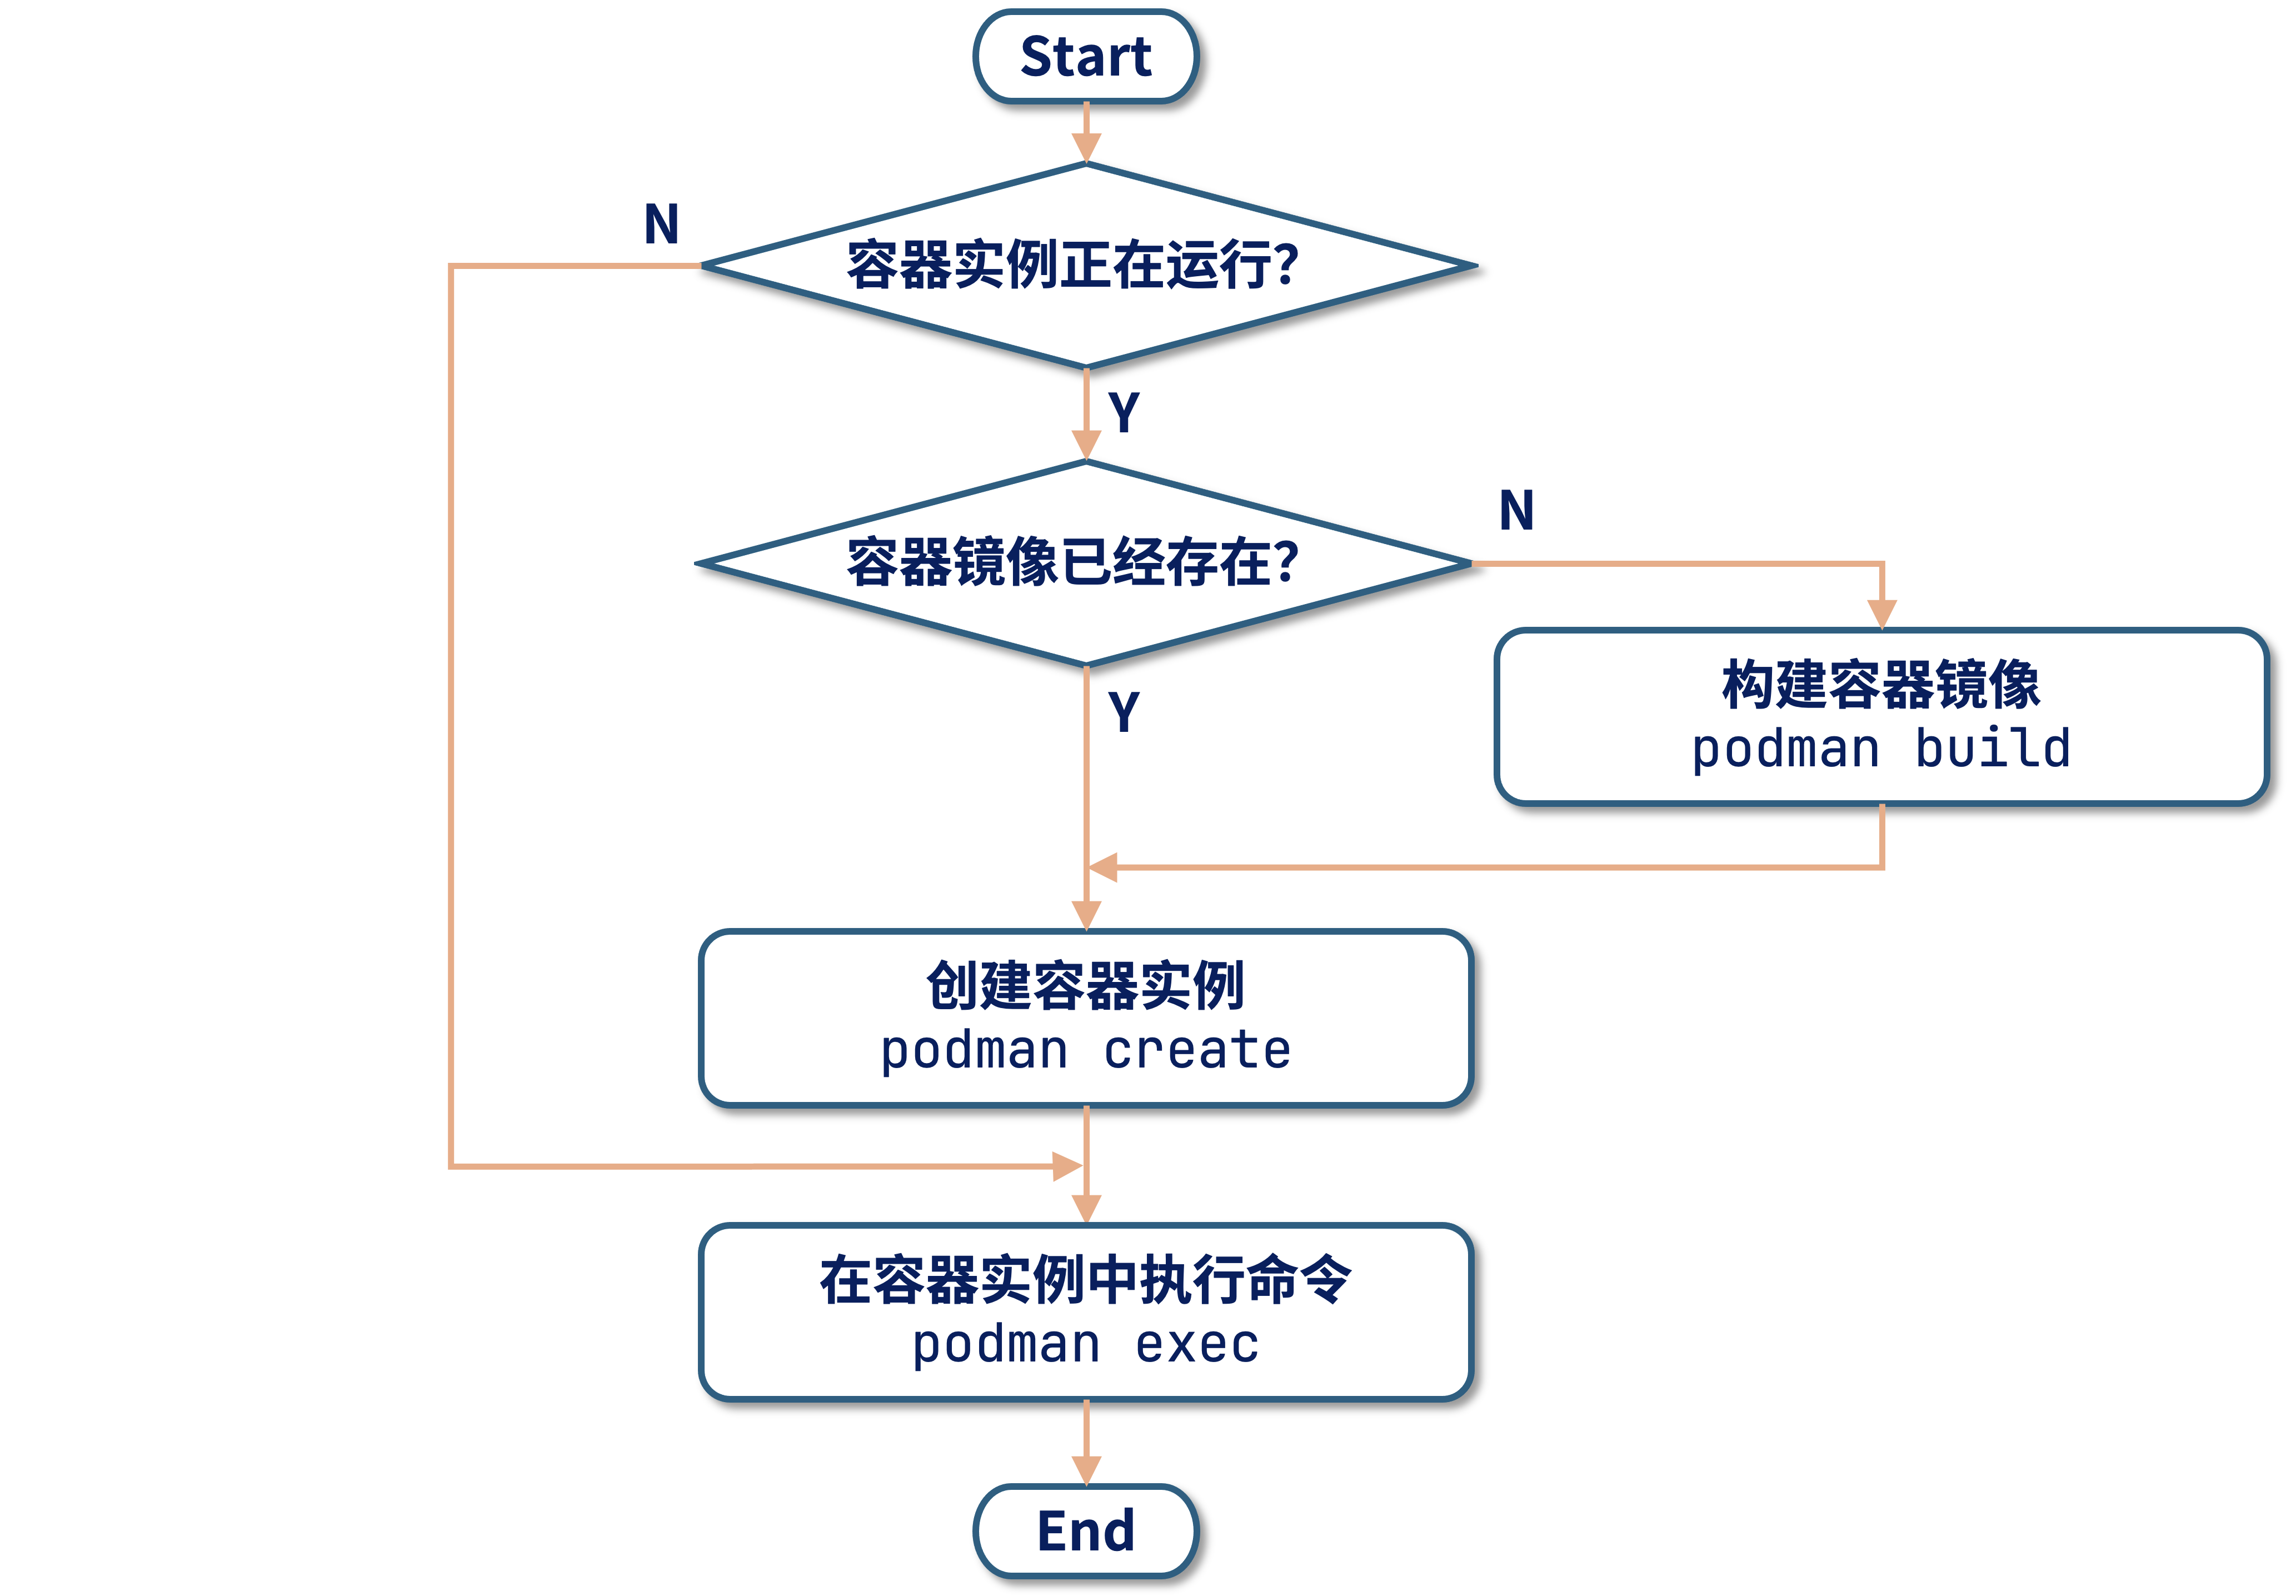 Start
N
容器实例正在运行?
Y
N
容器镜像已经存在?
构建容器镜像
podman build
Y
创建容器实例
podman create
在容器实例中执行命令
podman exec
End